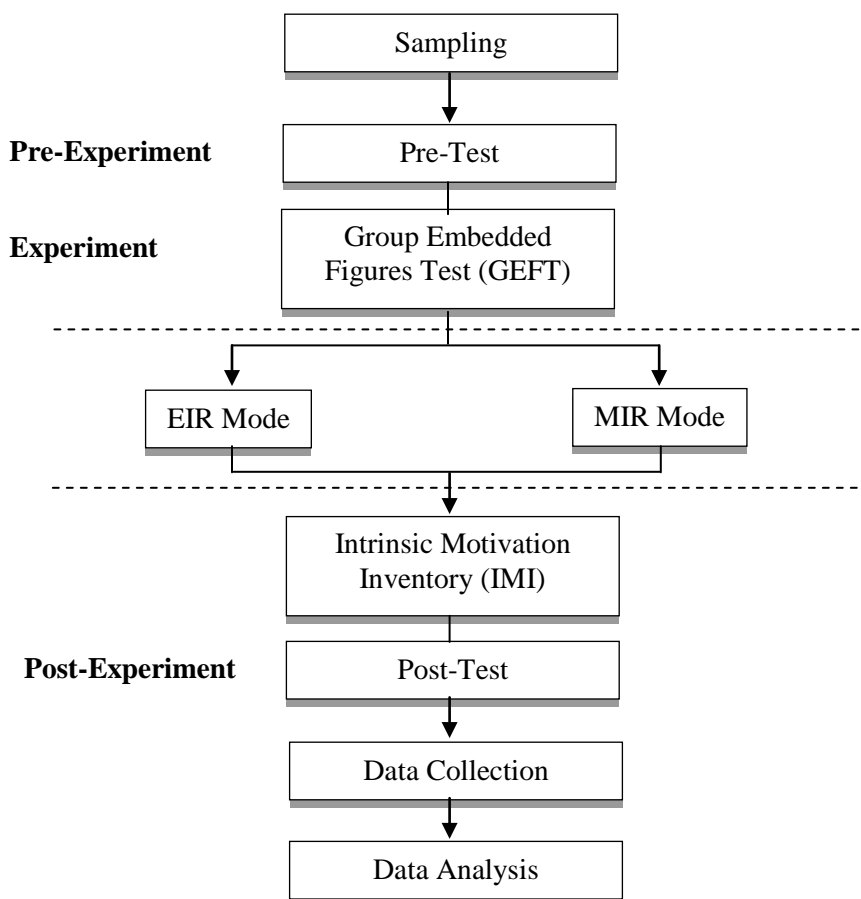 Sampling
Pre-Experiment
Pre-Test
Experiment
Group Embedded
Figures Test (GEFT)
EIR Mode
MIR Mode
Intrinsic Motivation
Inventory (IMI)
Post-Experiment
Post-Test
Data Collection
Data Analysis